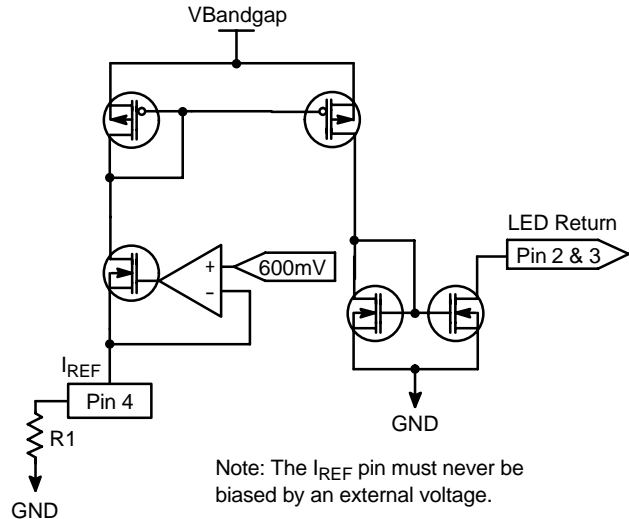 VBandgap
LED Return
Pin 2 & 3
+
600mV
−
IREF
Pin 4
R1
GND
GND
Note: The IREF pin must never be
biased by an external voltage.